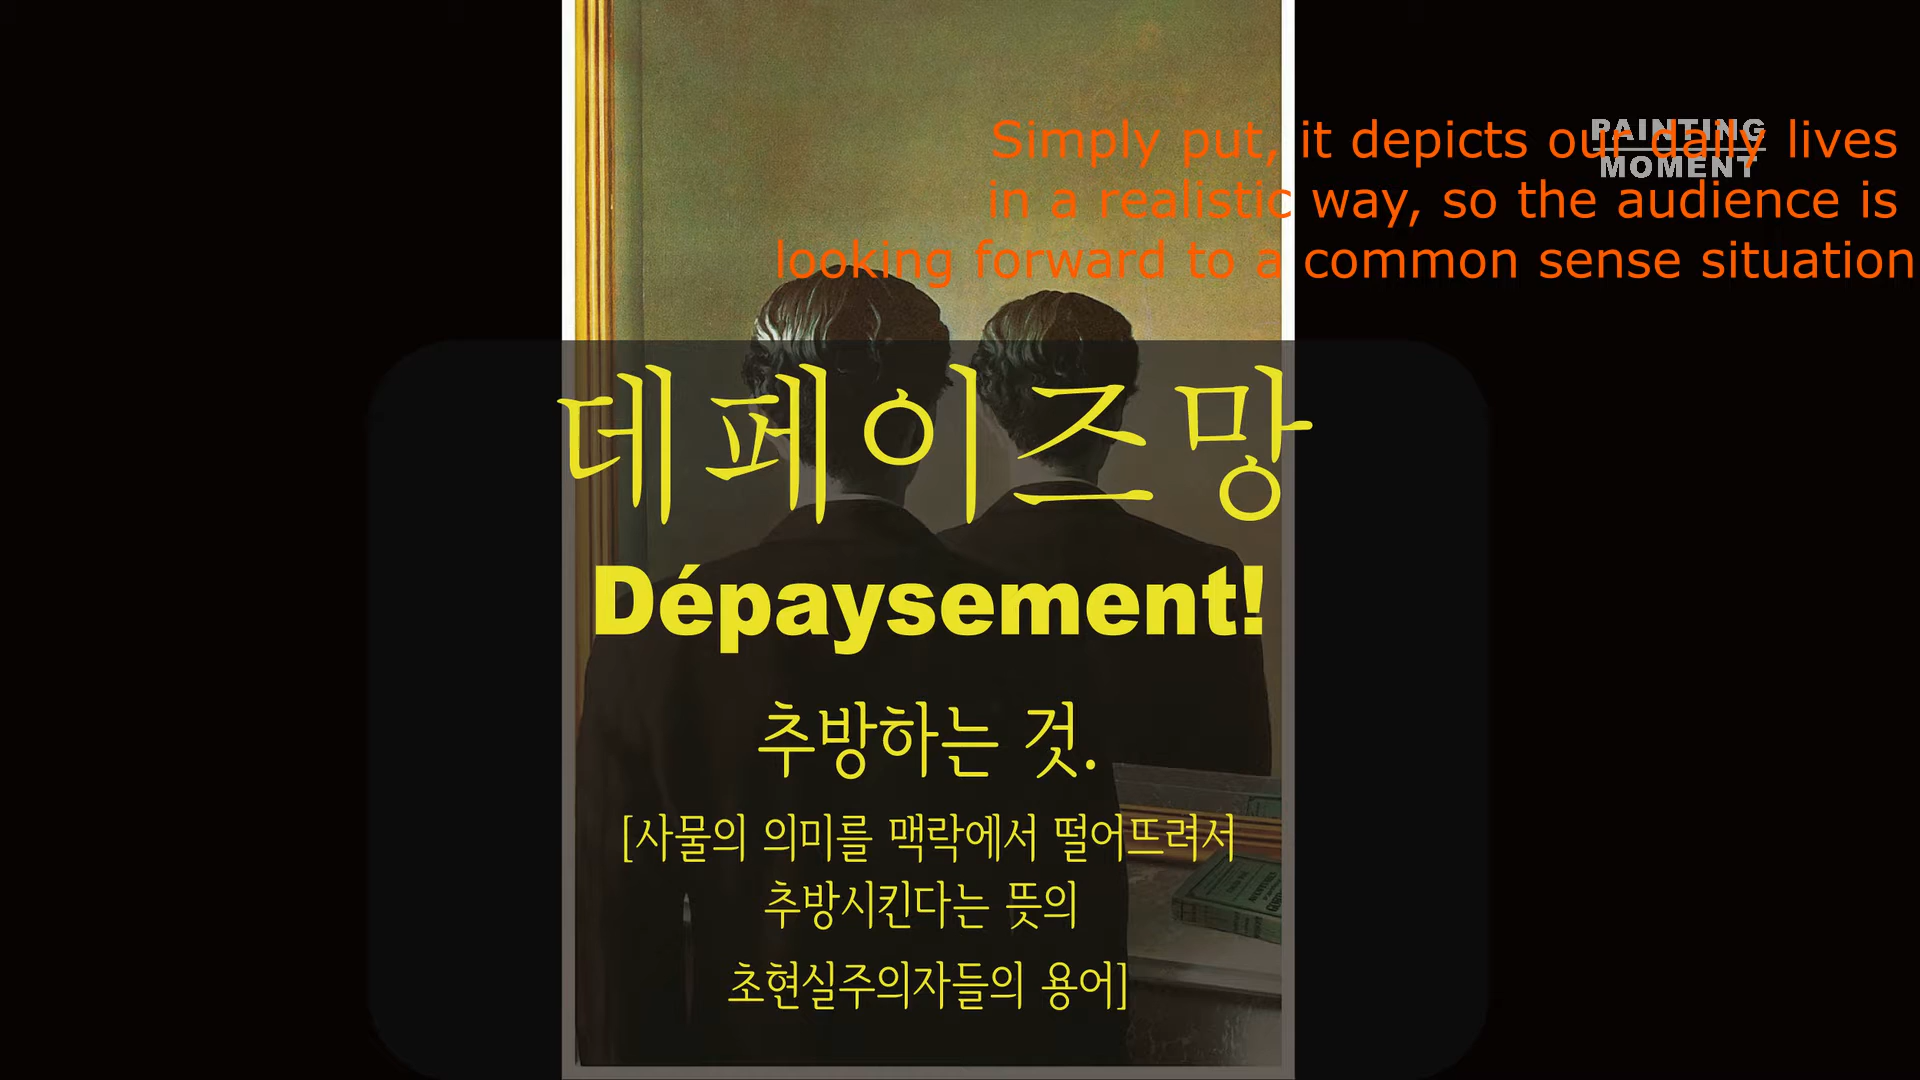 Simply put, it depicts our daily lives
in a realistic way, so the audience is
looking forward to a common sense situation
PAINTING
MOMENT
데페이즈망
Dépaysement!
추방하는 것.
[사물의 의미를 맥락에서 떨어뜨려서
추방시킨다는 뜻의
초현실주의자들의 용어]